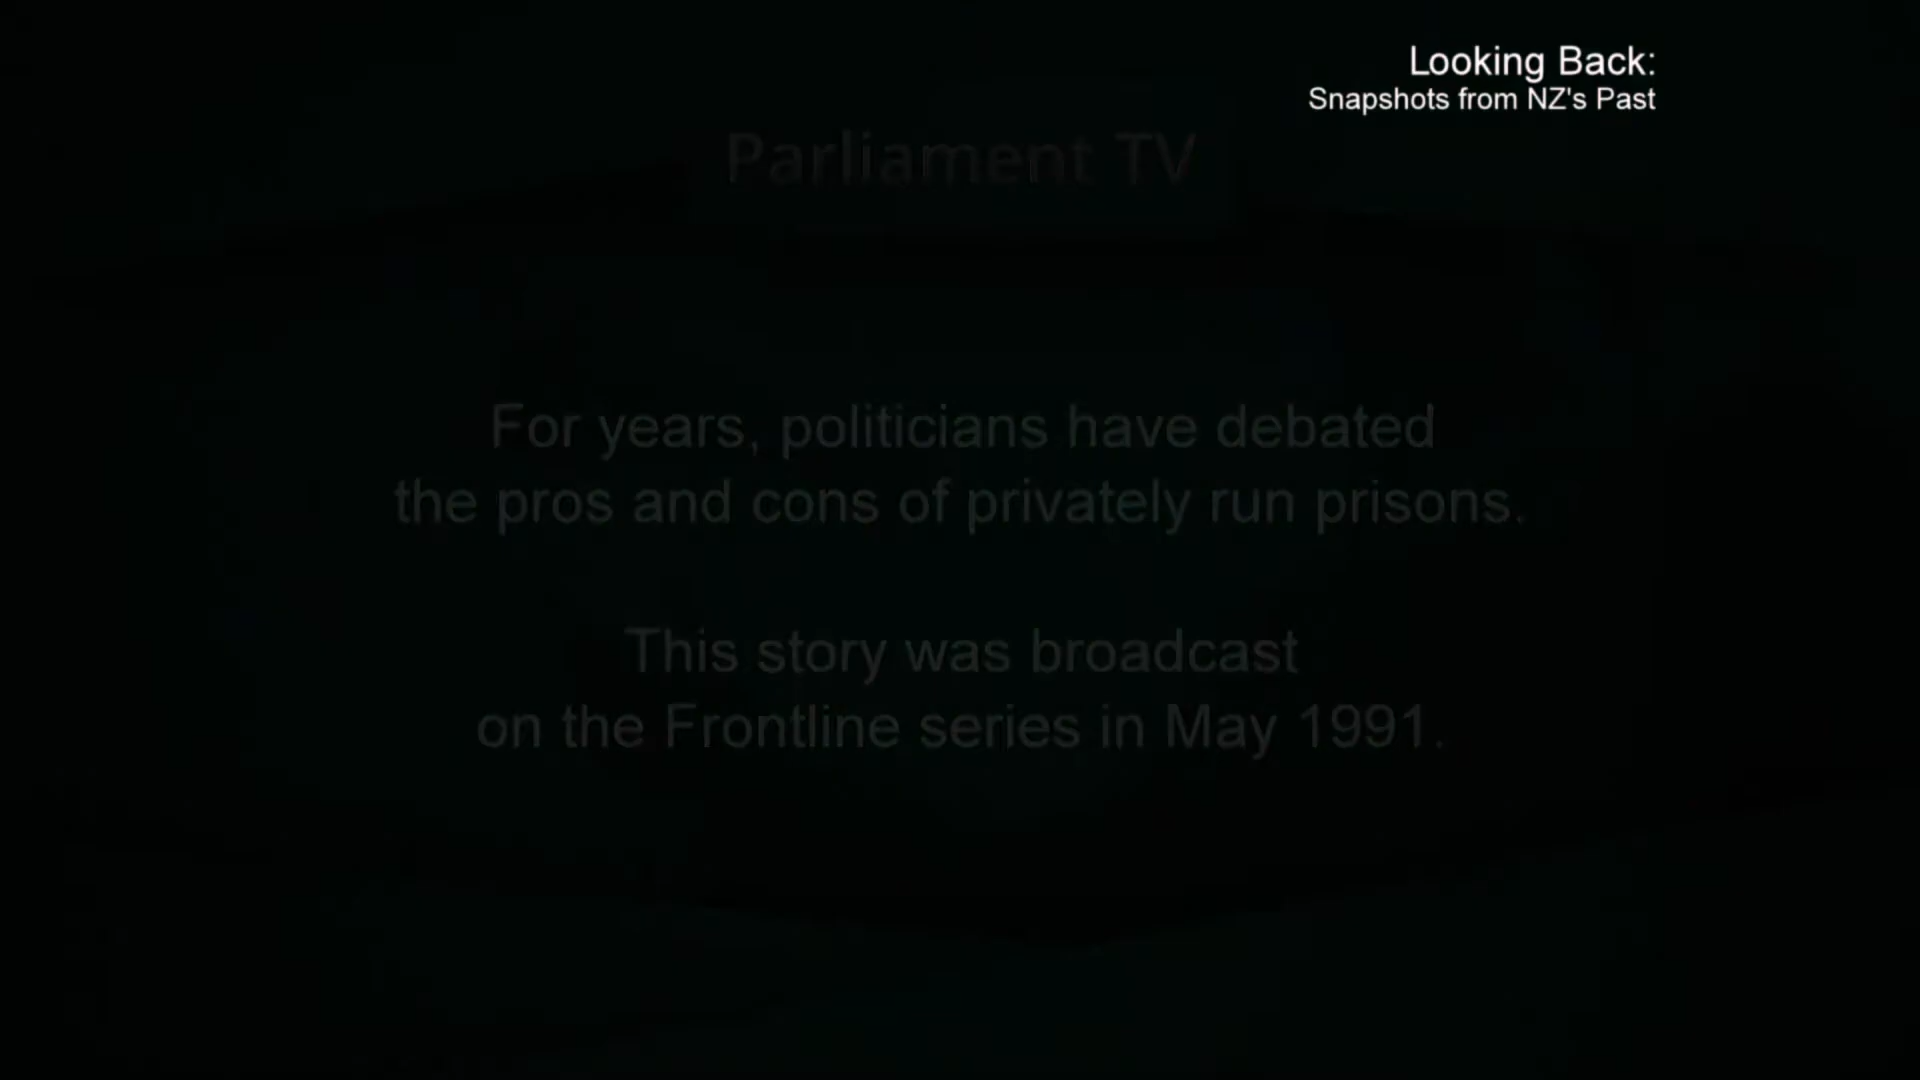 Looking Back:
Snapshots from NZ's Past
Parliament TV
For years, politicians have debated
the pros and cons of privately run prisons.
This story was broadcast
on the Frontline series in May 1991.